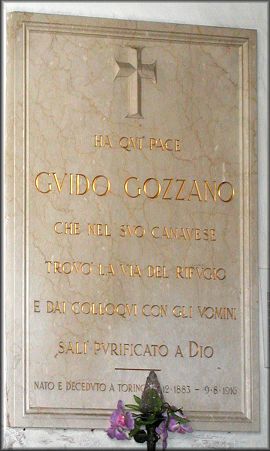 HA QVI PACE
GVIDO GOZZANO
CHE NEL SVO CANAVESE
TROVÒ LA VIA DEL RIFVGIO
E DAI COLLOQVI CON GLI VOMINI
SALÌ PVRIFICATO A DIO
NATO E DECEDVTO A TORINO 12-1883 - 9-8-1916